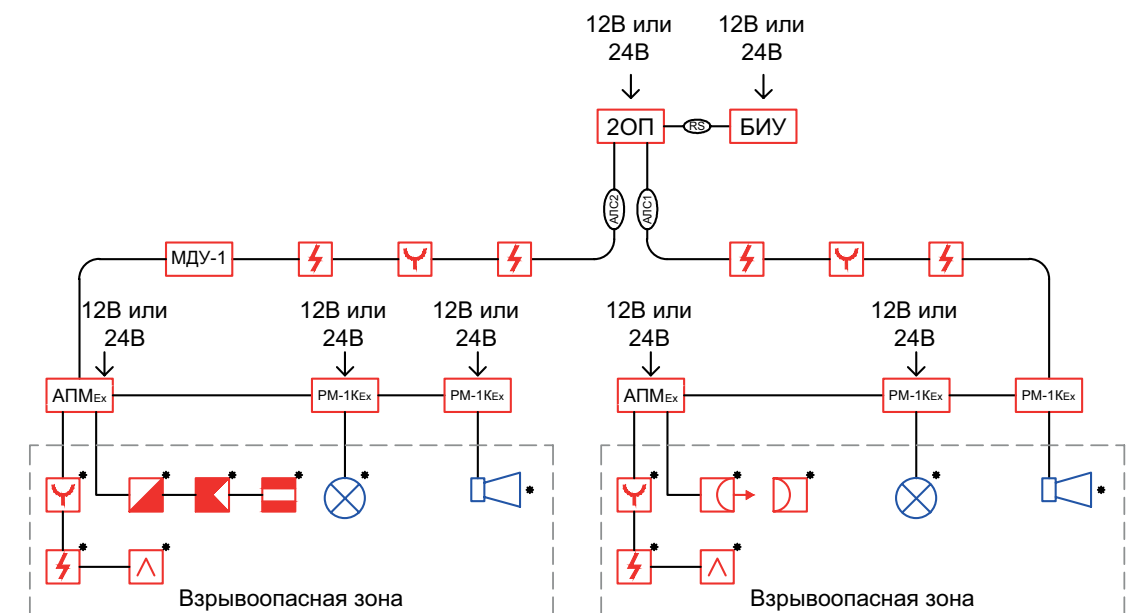 12В или
24В
12В или
24В
2ОП
RS
БИУ
АЛС2
АЛС1
МДУ-1
12В или
24В
12В или
24В
12В или
24В
12В или
24В
12В или
24В
АПМEx
РМ-1КEx
РМ-1КEx
АПМEx
РМ-1КEx
РМ-1КEx
Взрывоопасная зона
Взрывоопасная зона